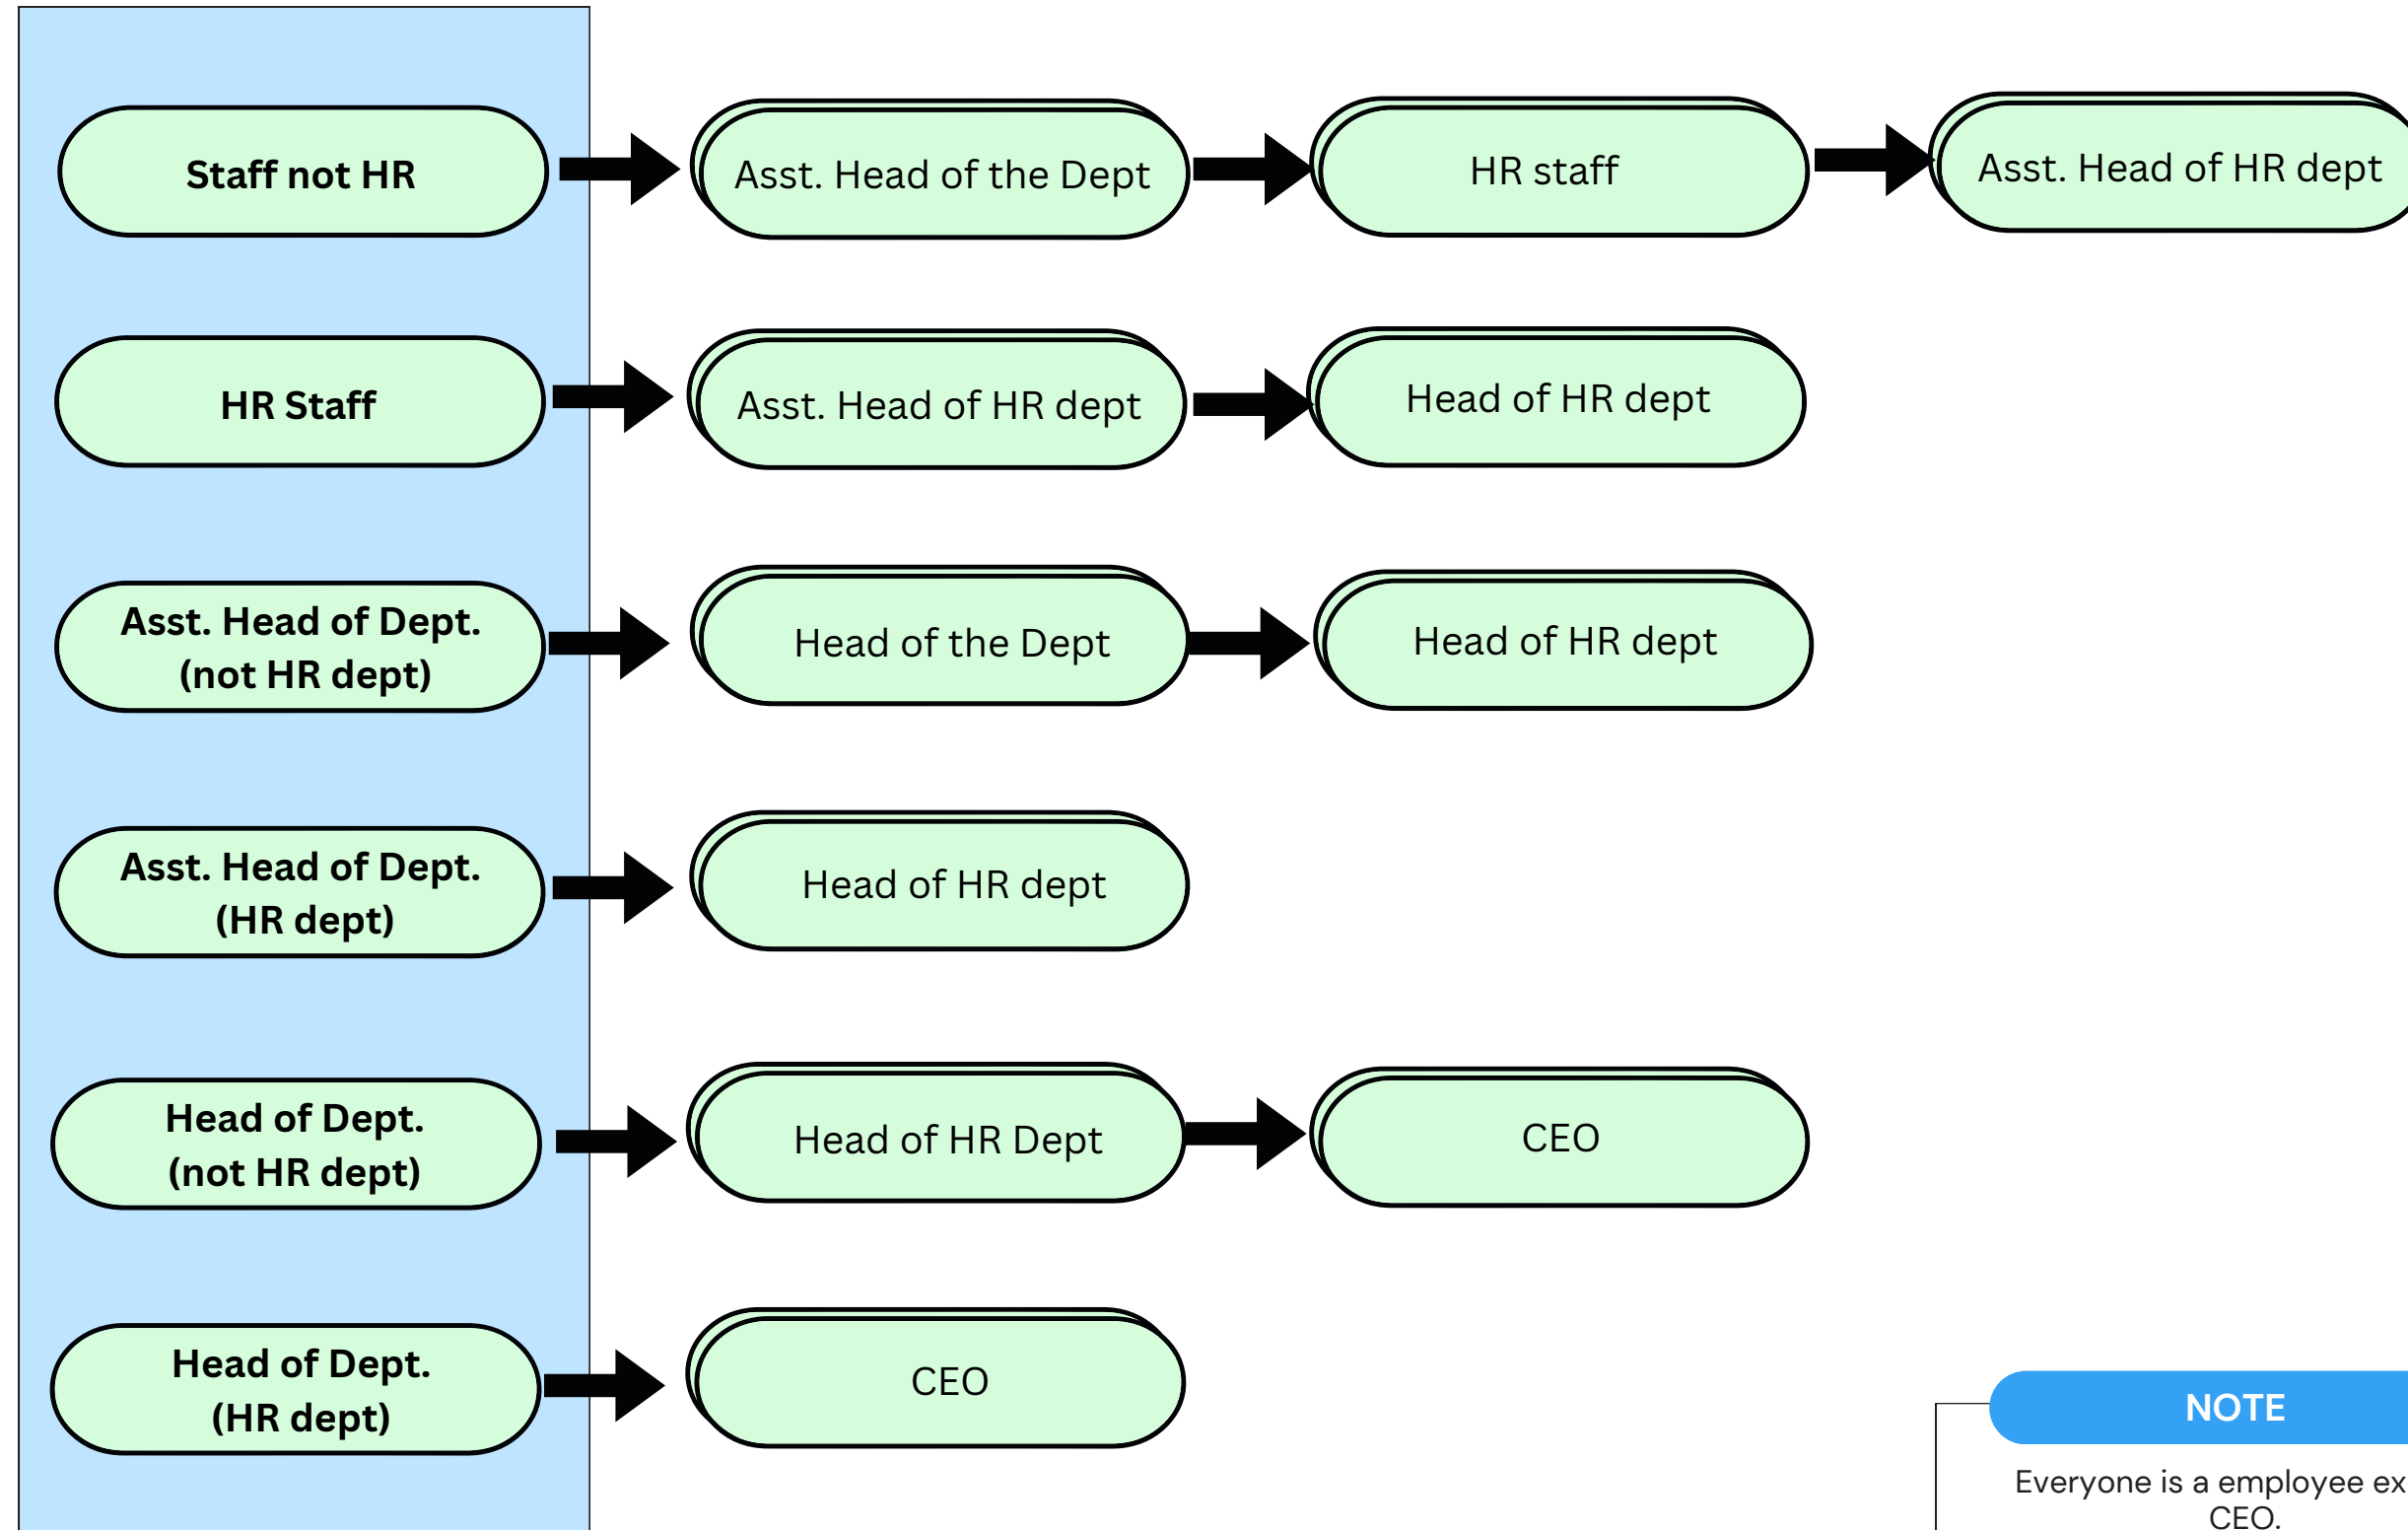 Staff not HR
Asst. Head of the Dept
HR staff
Asst. Head of HR dept
HR Staff
Asst. Head of HR dept
Head of HR dept
Asst. Head of Dept.
(not HR dept)
Head of the Dept
Head of HR dept
Asst. Head of Dept.
(HR dept)
Head of HR dept
Head of Dept.
(not HR dept)
Head of HR Dept
CEO
Head of Dept.
(HR dept)
CEO
NOTE
Everyone is a employee
CEO.